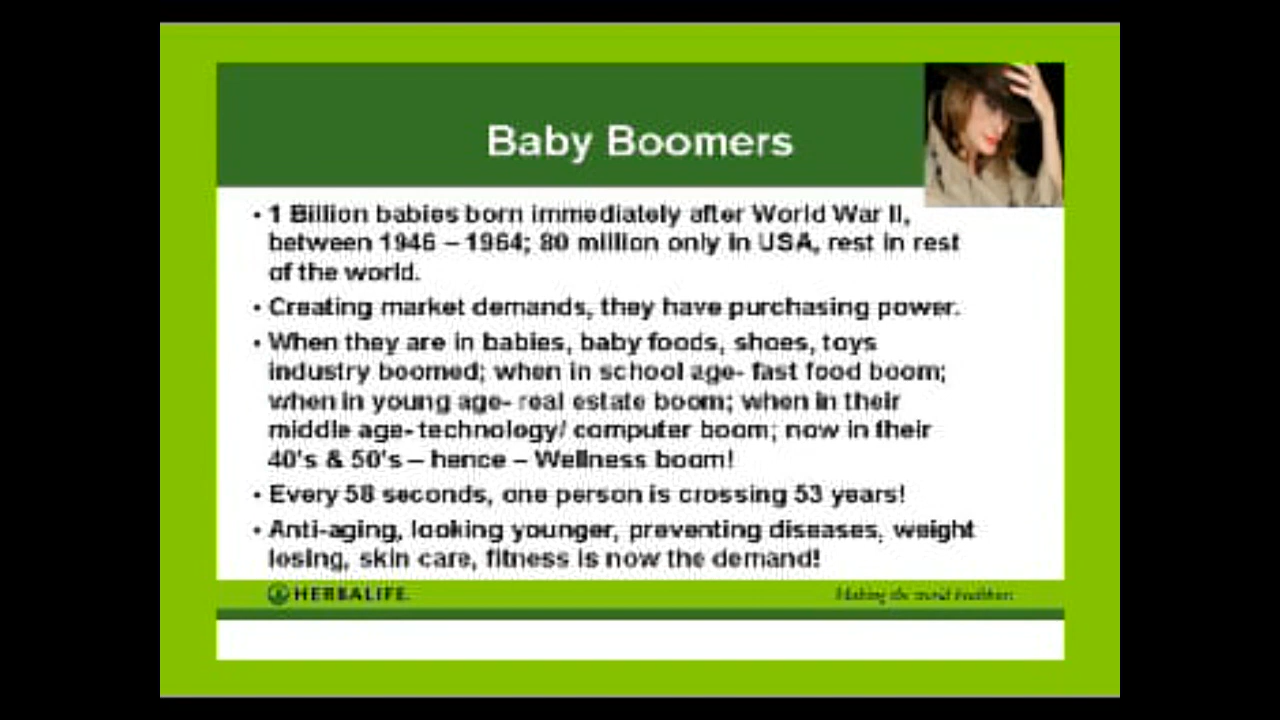 Baby Boomers
• 1 Billion babies born immediately after World War II,
between 1946 – 1964; 80 million only in USA, rest in rest
of the world.
• Creating market demands, they have purchasing power.
• When they are in babies, baby foods, shoes, toys
industry boomed; when in school age- fast food boom;
when in young age- real estate boom; when in their
middle age- technology/ computer boom; now in their
40's & 50's – hence – Wellness boom!
• Every 58 seconds, one person is crossing 53 years!
• Anti-aging, looking younger, preventing diseases, weight
losing, skin care, fitness is now the demand!
HERBALIFE.
Making the world healthier.